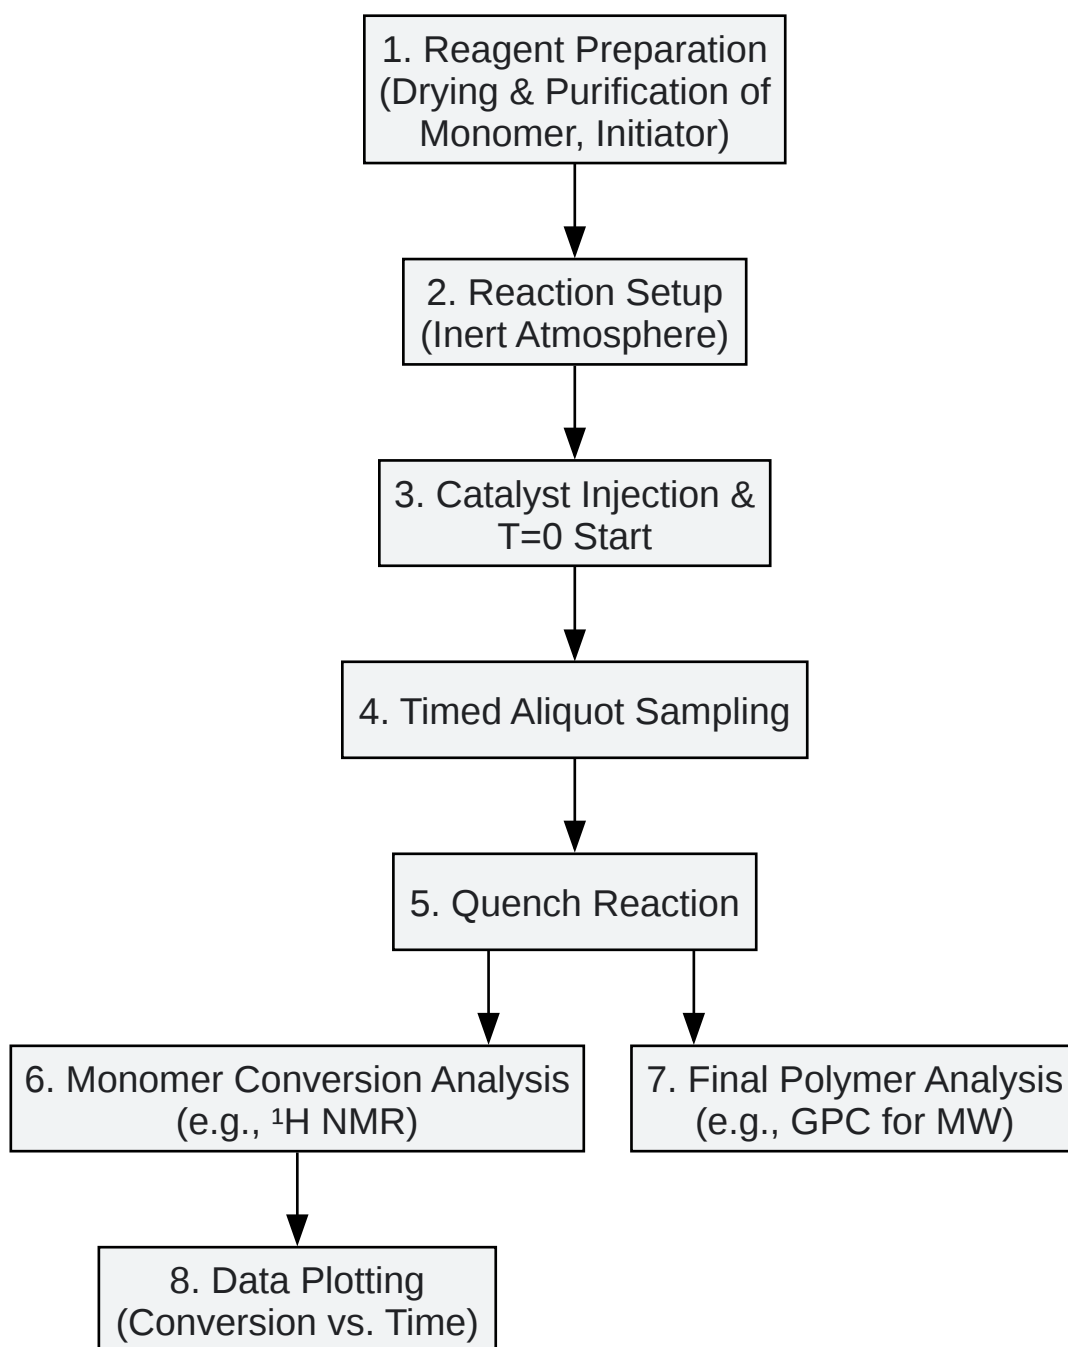 1. Reagent Preparation
(Drying & Purification of
Monomer, Initiator)
2. Reaction Setup
(Inert Atmosphere)
3. Catalyst Injection &
T=0 Start
4. Timed Aliquot Sampling
5. Quench Reaction
6. Monomer Conversion Analysis
(e.g., ¹H NMR)
7. Final Polymer Analysis
(e.g., GPC for MW)
8. Data Plotting
(Conversion vs. Time)